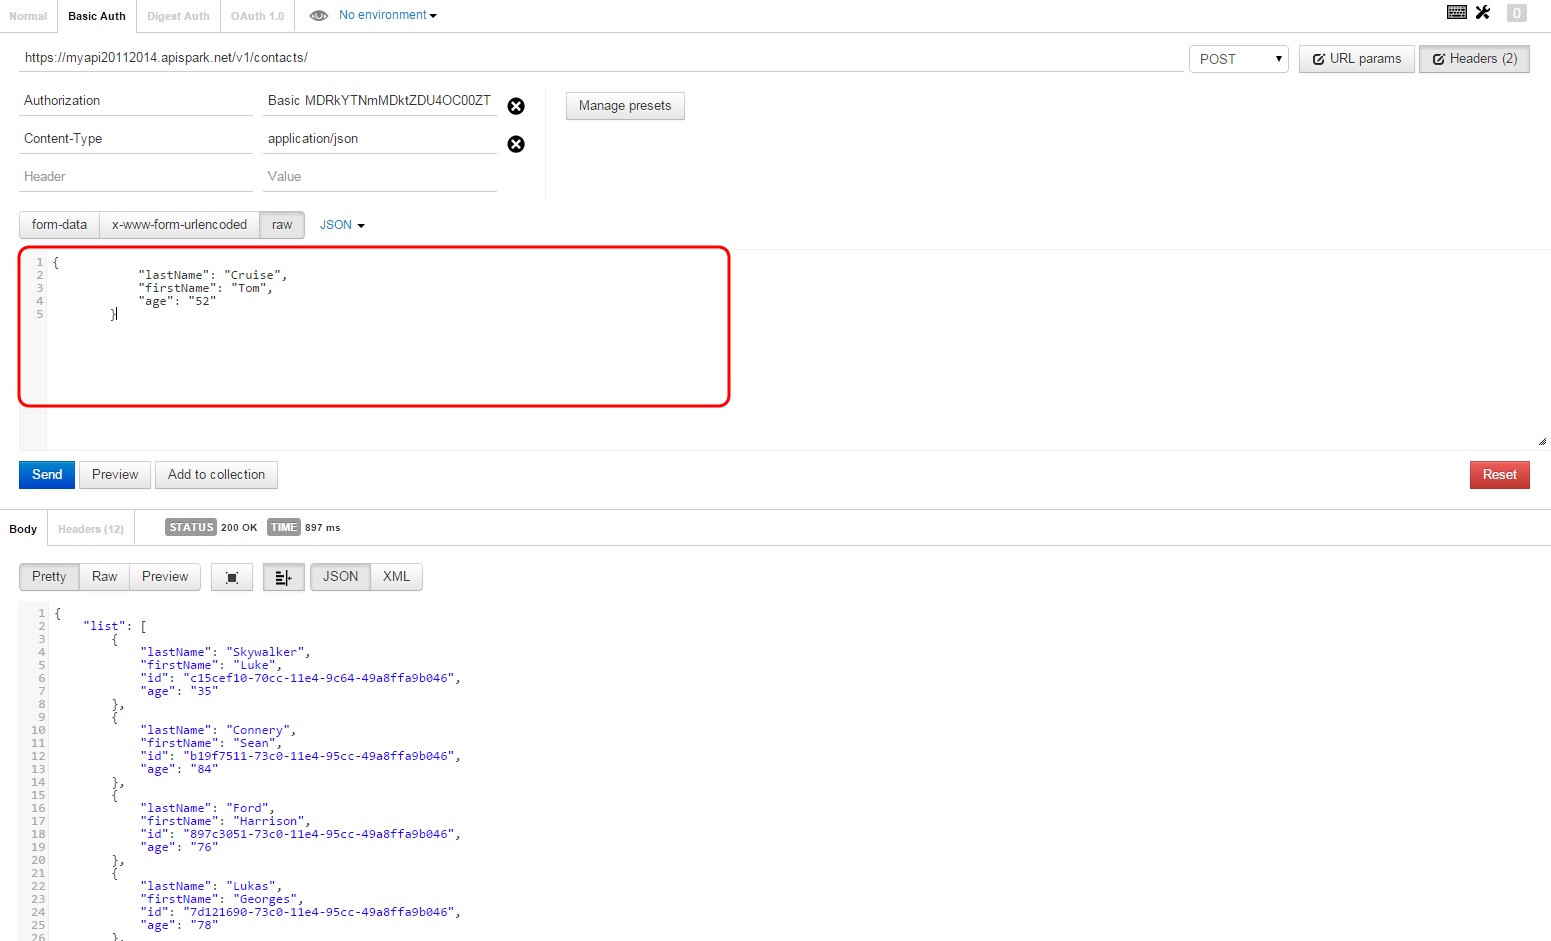 Normal Basic Auth Digest Auth OAuth 1.0 No environment 0
https://myapi20112014.apispark.net/v1/contacts/ POST URL params Headers (2)
Authorization Basic MDRkYTNmMDktZDU4OC00ZT Manage presets
Content-Type application/json
Header Value
form-data x-www-form-urlencoded raw JSON
1 {
2 "lastName": "Cruise",
3 "firstName": "Tom",
4 "age": "52"
5 }
Send Preview Add to collection Reset
Body Headers (12) STATUS 200 OK TIME 897 ms
Pretty Raw Preview JSON XML
1 {
2 "list": [
3 {
4 "lastName": "Skywalker",
5 "firstName": "Luke",
6 "id": "c15cef10-70cc-11e4-9c64-49a8ffa9b046",
7 "age": "35"
8 },
9 {
10 "lastName": "Connery",
11 "firstName": "Sean",
12 "id": "b19f7511-73c0-11e4-95cc-49a8ffa9b046",
13 "age": "84"
14 },
15 {
16 "lastName": "Ford",
17 "firstName": "Harrison",
18 "id": "897c3051-73c0-11e4-95cc-49a8ffa9b046",
19 "age": "76"
20 },
21 {
22 "lastName": "Lukas",
23 "firstName": "Georges",
24 "id": "7d121690-73c0-11e4-95cc-49a8ffa9b046",
25 "age": "78"
26 },